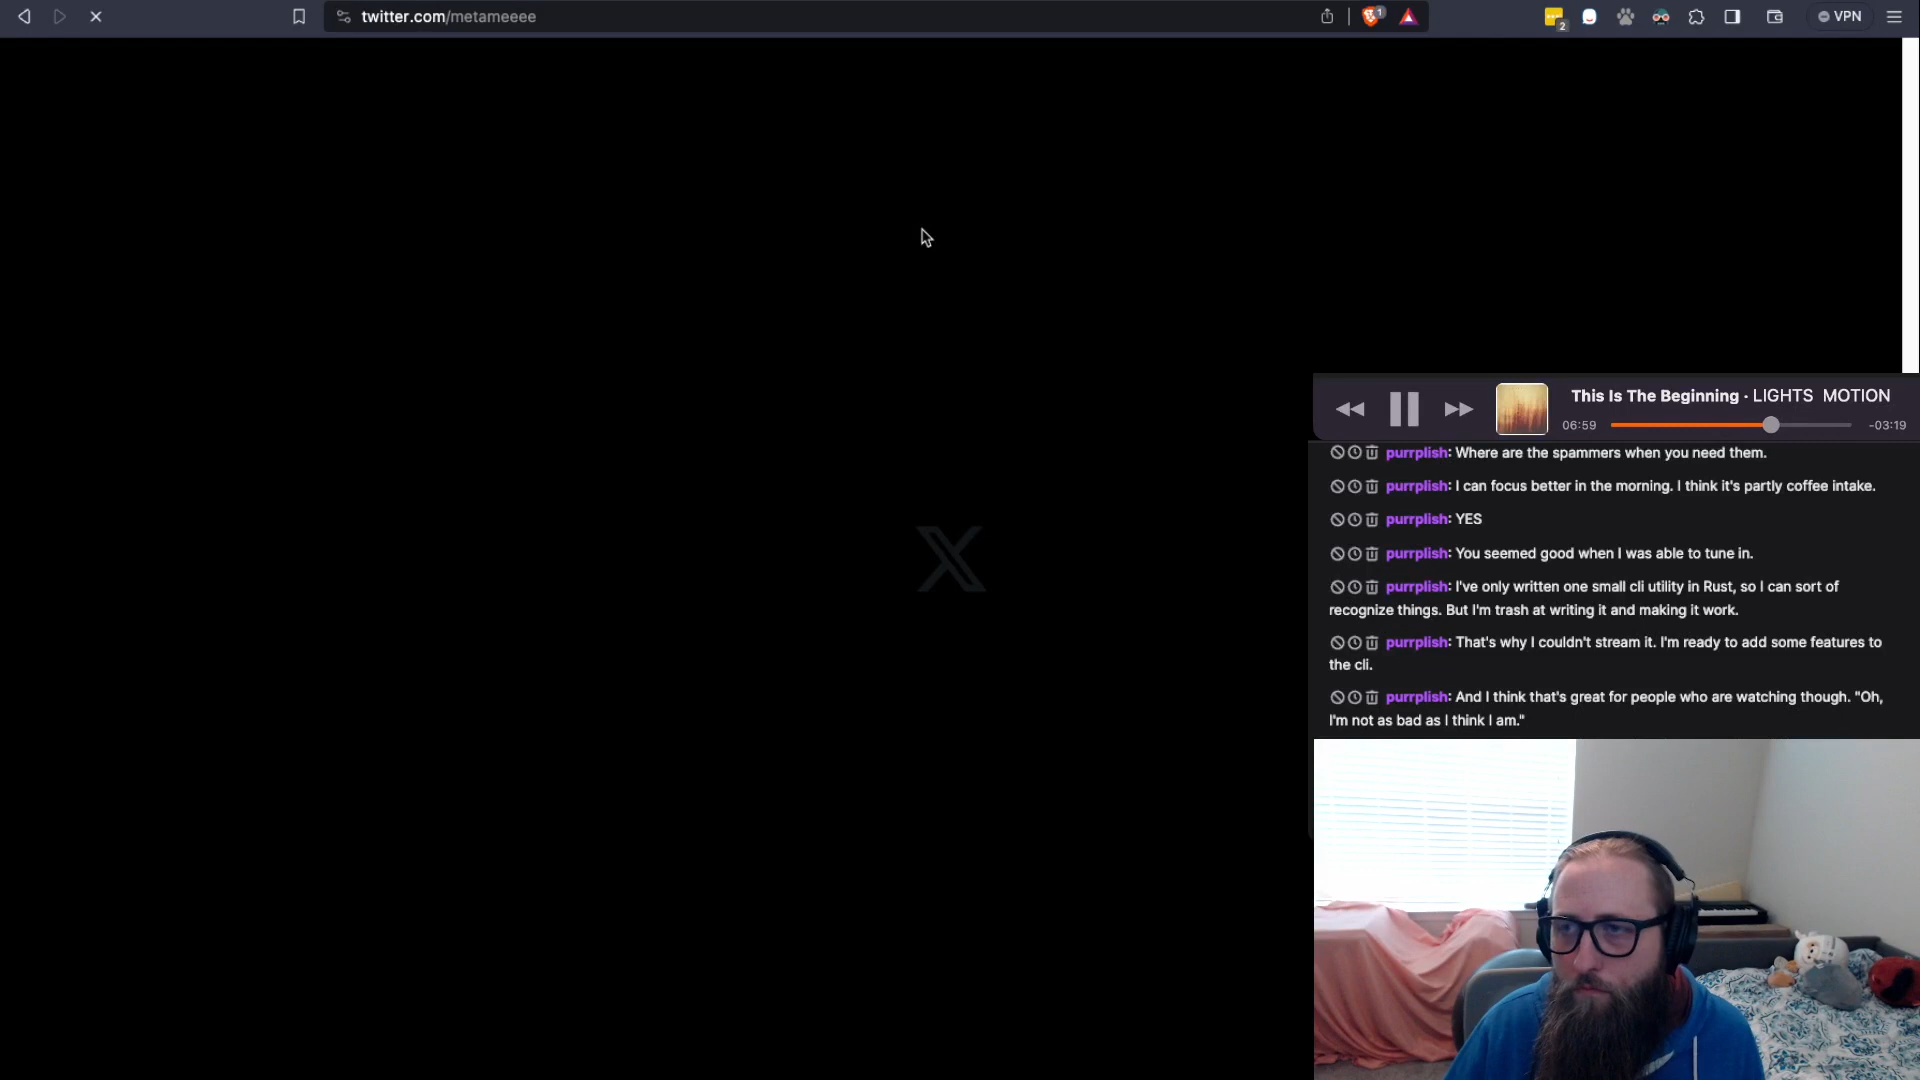 twitter.com/metameeee
1
2
VPN
This Is The Beginning · LIGHTS MOTION
06:59
-03:19
purrplish: Where are the spammers when you need them.
purrplish: I can focus better in the morning. I think it's partly coffee intake.
purrplish: YES
purrplish: You seemed good when I was able to tune in.
purrplish: I've only written one small cli utility in Rust, so I can sort of
recognize things. But I'm trash at writing it and making it work.
purrplish: That's why I couldn't stream it. I'm ready to add some features to
the cli.
purrplish: And I think that's great for people who are watching though. "Oh,
I'm not as bad as I think I am."